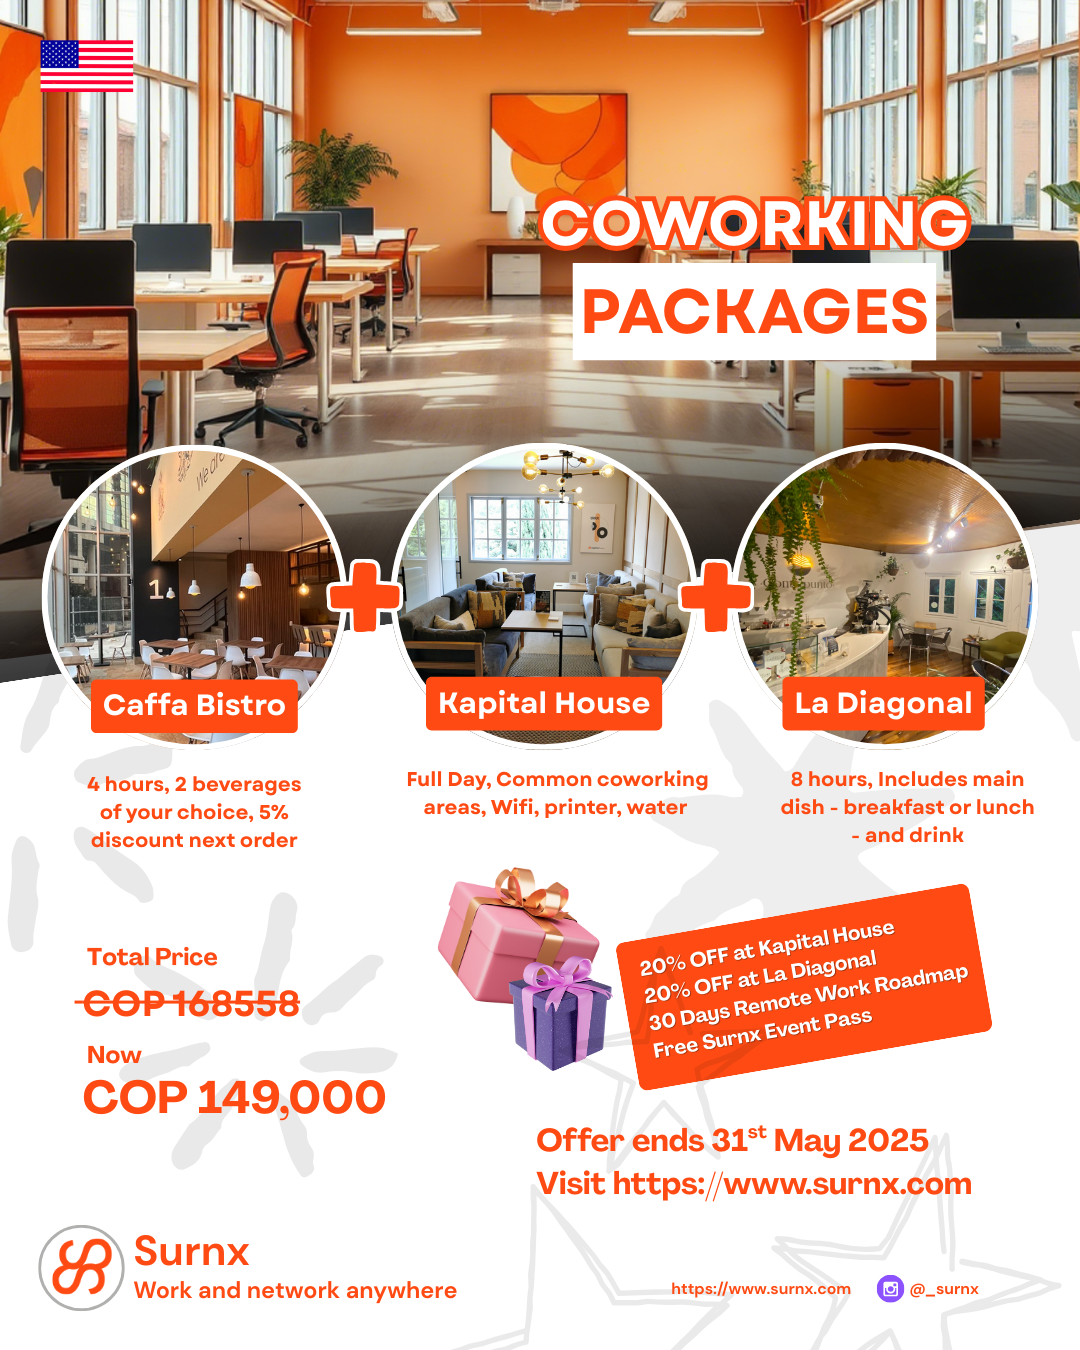 COWORKING
PACKAGES
We are
1
Caffa Bistro
Kapital House
La Diagonal
4 hours, 2 beverages
of your choice, 5%
discount next order
Full Day, Common coworking
areas, Wifi, printer, water
8 hours, Includes main
dish - breakfast or lunch
- and drink
20% OFF at Kapital House
20% OFF at La Diagonal
30 Days Remote Work Roadmap
Free Surnx Event Pass
Total Price
COP 168558
Now
COP 149,000
Offer ends 31st May 2025
Visit https://www.surnx.com
Surnx
Work and network anywhere
https://www.surnx.com
@_surnx